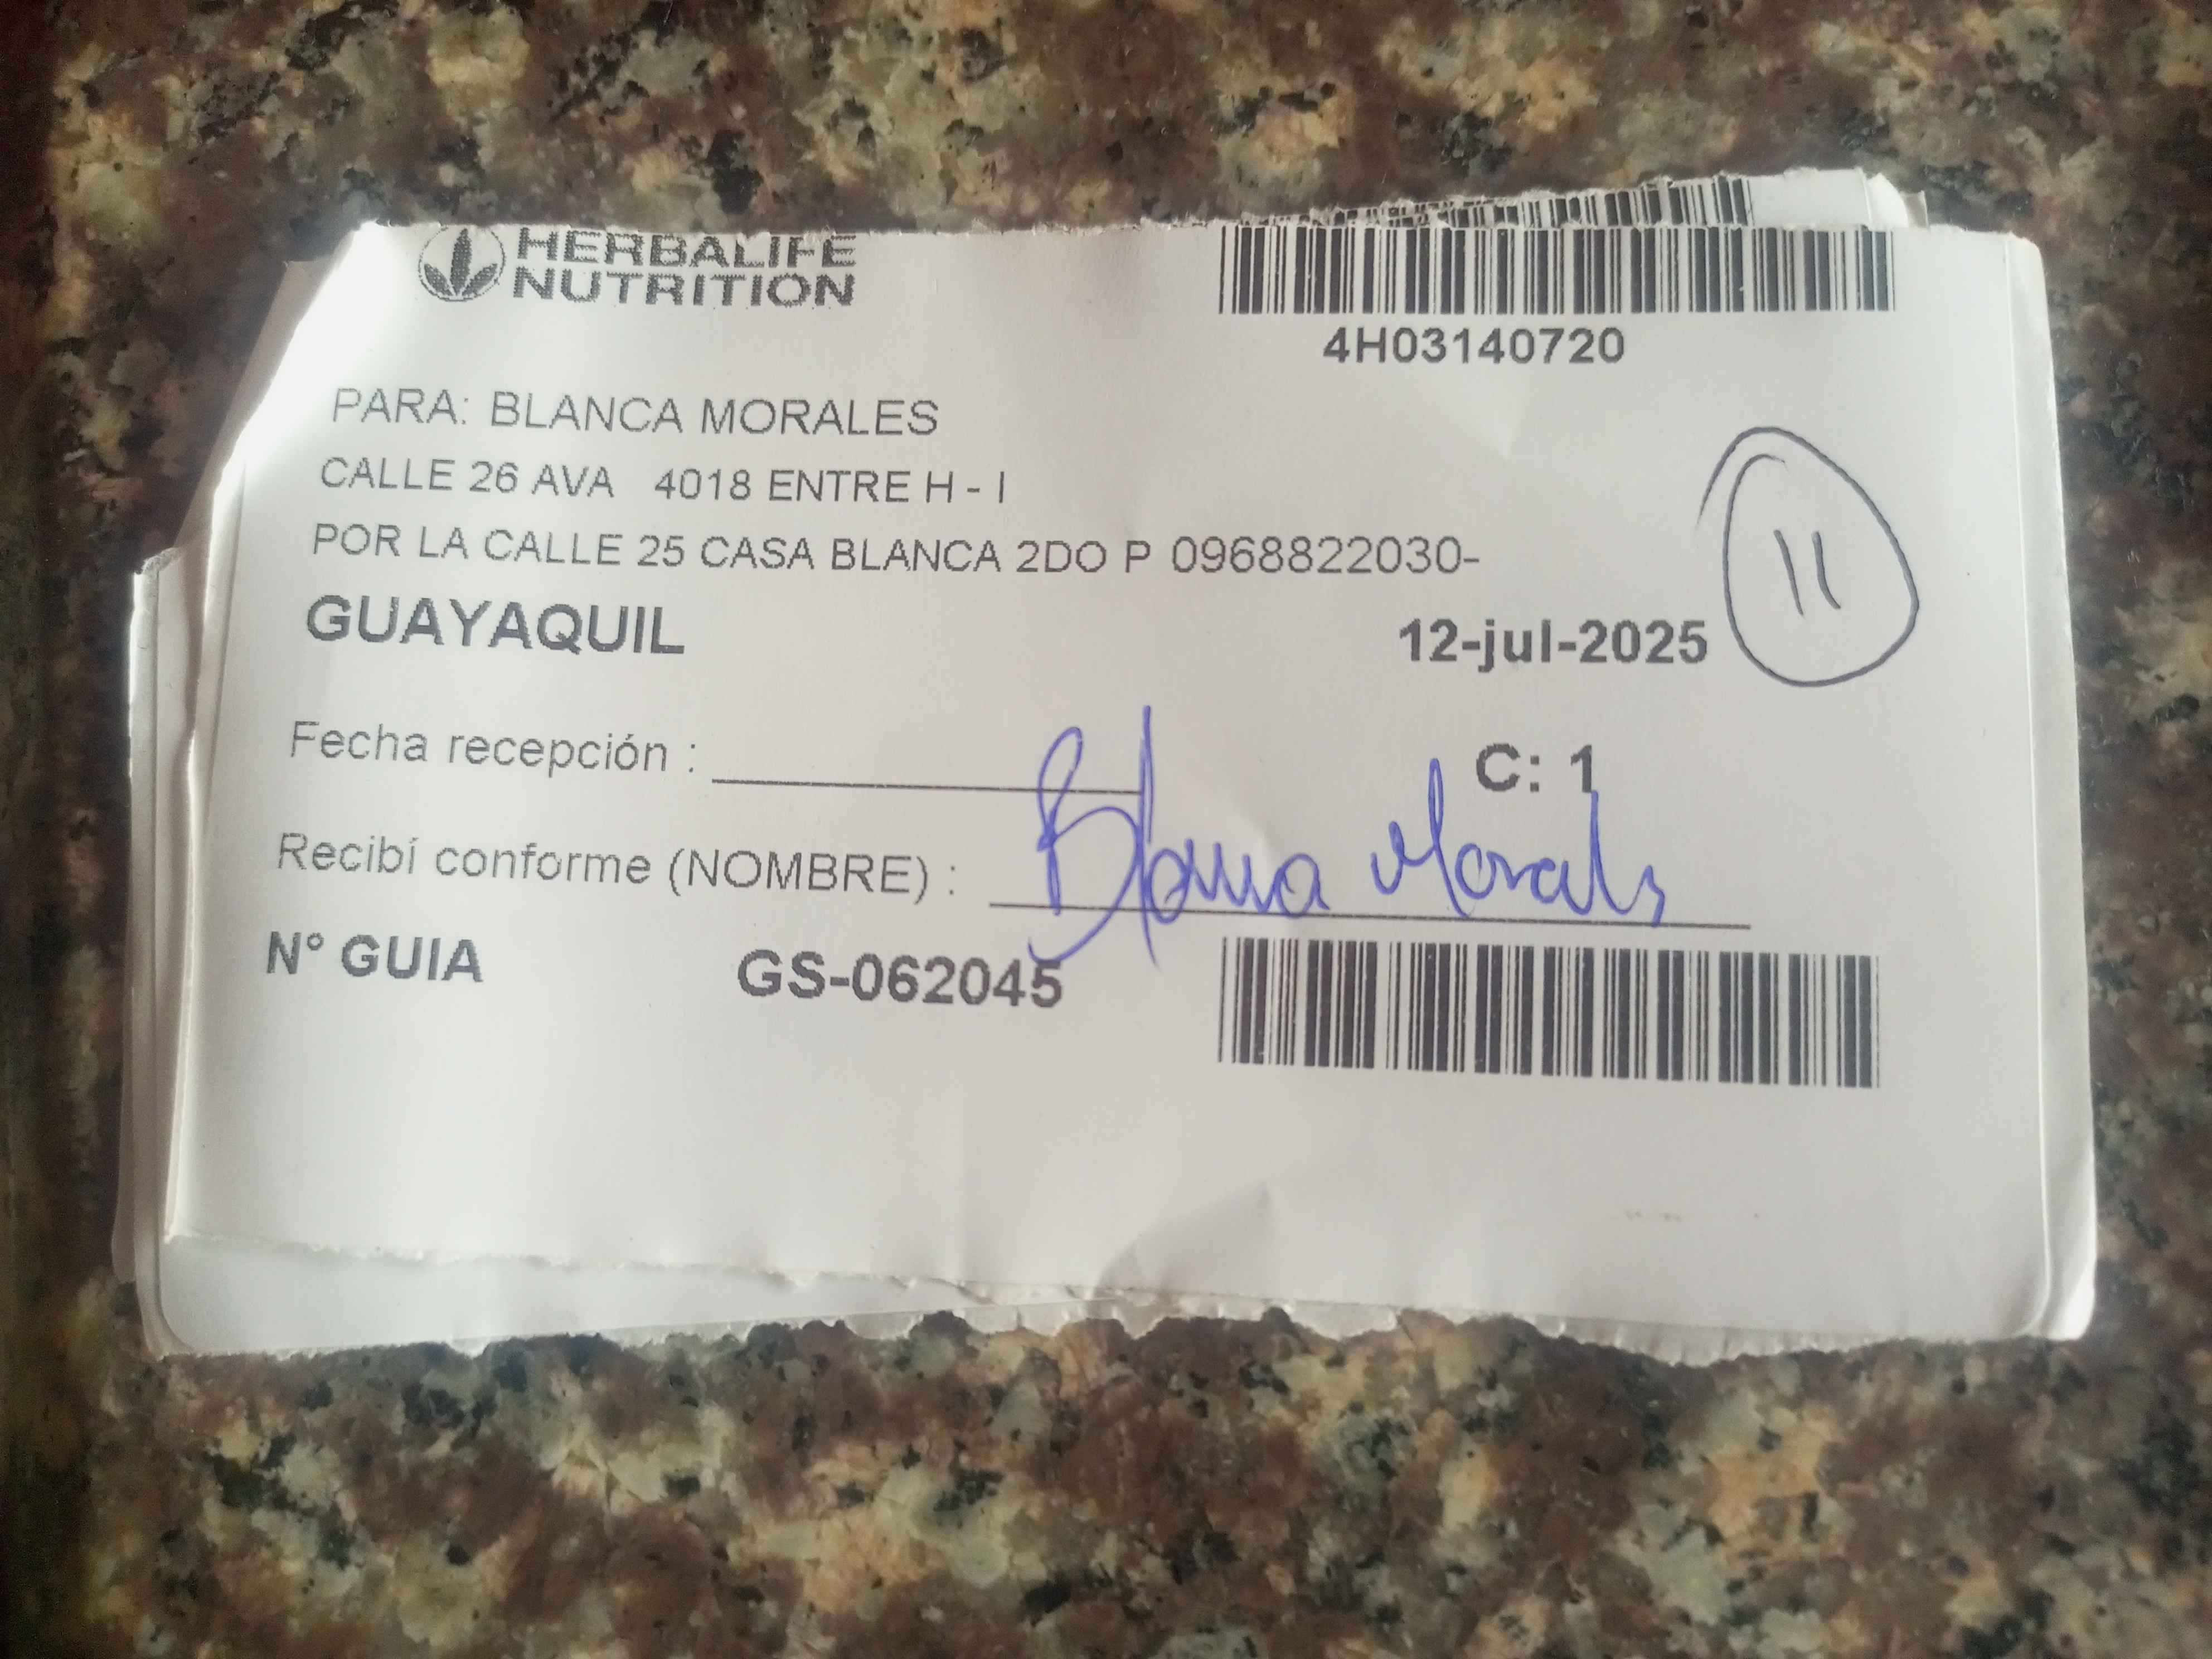 HERBALIFE
NUTRITION
4H03140720
PARA: BLANCA MORALES
CALLE 26 AVA 4018 ENTRE H - I
POR LA CALLE 25 CASA BLANCA 2DO P 0968822030-
11
GUAYAQUIL 12-jul-2025
Fecha recepción :
C: 1
Recibí conforme (NOMBRE) : Blanca Morales
N° GUIA GS-062045